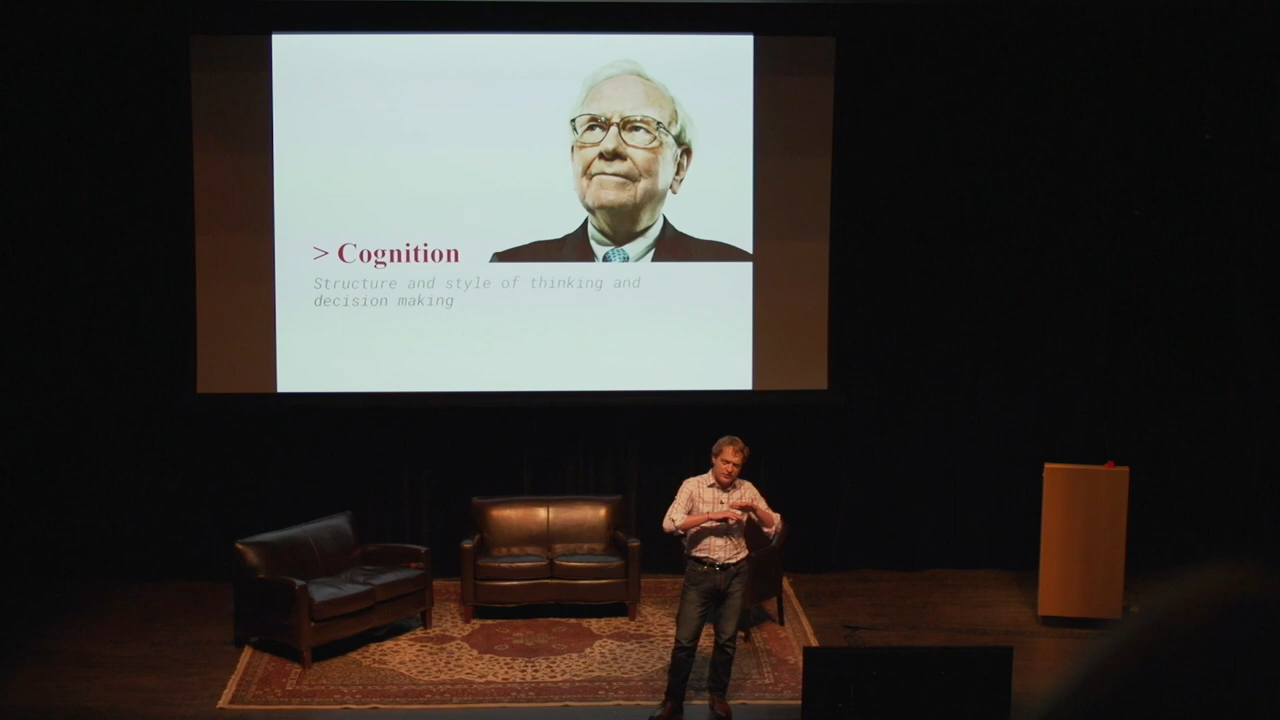 > Cognition
Structure and style of thinking and
decision making